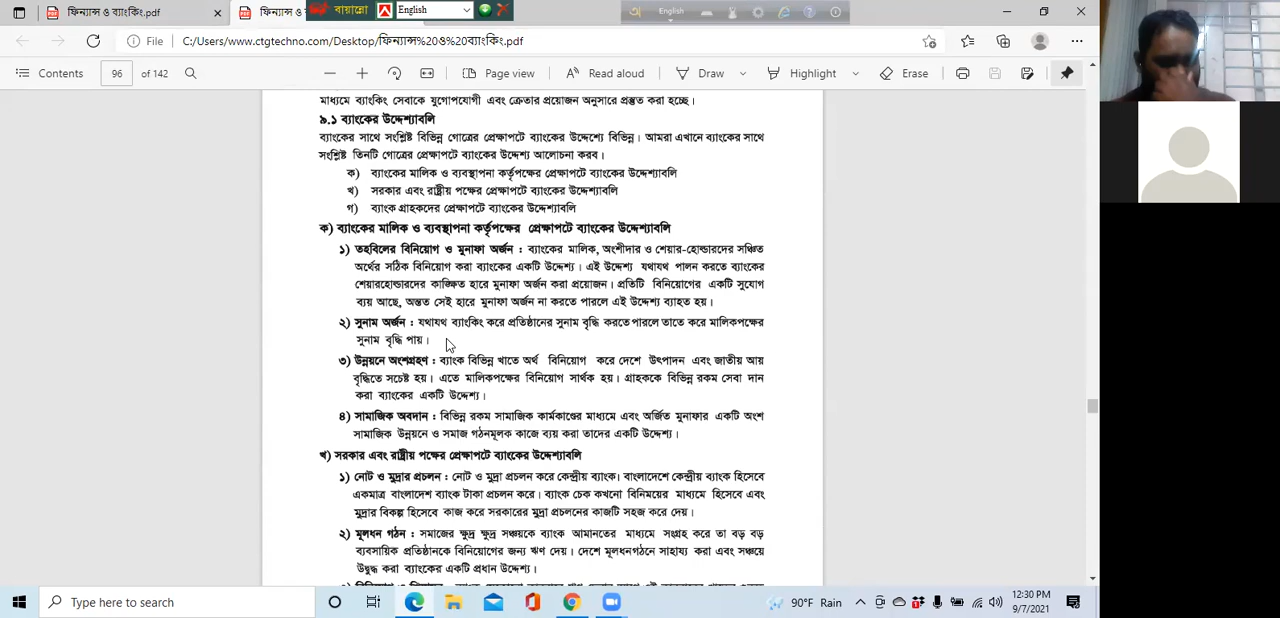 ফিন্যান্স ও ব্যাংকিং.pdf
ফিন্যান্স ও ব
বায়ান্নো
English
English
File
C:/Users/www.ctgtechno.com/Desktop/ফিন্যান্স%20ও%20ব্যাংকিং.pdf
Contents 96 of 142 Page view Read aloud Draw Highlight Erase
মাধ্যমে ব্যাংকিং সেবাকে যুগোপযোগী এবং ক্রেতার প্রয়োজন অনুসারে প্রস্তুত করা হচ্ছে।
৯.১ ব্যাংকের উদ্দেশ্যাবলি
ব্যাংকের সাথে সংশ্লিষ্ট বিভিন্ন গোত্রের প্রেক্ষাপটে ব্যাংকের উদ্দেশ্যে বিভিন্ন। আমরা এখানে ব্যাংকের সাথে
সংশ্লিষ্ট তিনটি গোত্রের প্রেক্ষাপটে ব্যাংকের উদ্দেশ্য আলোচনা করব।
ক) ব্যাংকের মালিক ও ব্যবস্থাপনা কর্তৃপক্ষের প্রেক্ষাপটে ব্যাংকের উদ্দেশ্যাবলি
খ) সরকার এবং রাষ্ট্রীয় পক্ষের প্রেক্ষাপটে ব্যাংকের উদ্দেশ্যাবলি
গ) ব্যাংক গ্রাহকদের প্রেক্ষাপটে ব্যাংকের উদ্দেশ্যাবলি
ক) ব্যাংকের মালিক ও ব্যবস্থাপনা কর্তৃপক্ষের প্রেক্ষাপটে ব্যাংকের উদ্দেশ্যাবলি
১) তহবিলের বিনিয়োগ ও মুনাফা অর্জন : ব্যাংকের মালিক, অংশীদার ও শেয়ার-হোল্ডারদের সঞ্চিত
অর্থের সঠিক বিনিয়োগ করা ব্যাংকের একটি উদ্দেশ্য। এই উদ্দেশ্য যথাযথ পালন করতে ব্যাংকের
শেয়ারহোল্ডারদের কাঙ্ক্ষিত হারে মুনাফা অর্জন করা প্রয়োজন। প্রতিটি বিনিয়োগের একটি সুযোগ
ব্যয় আছে, অন্তত সেই হারে মুনাফা অর্জন না করতে পারলে এই উদ্দেশ্য ব্যাহত হয়।
২) সুনাম অর্জন : যথাযথ ব্যাংকিং করে প্রতিষ্ঠানের সুনাম বৃদ্ধি করতে পারলে তাতে করে মালিকপক্ষের
সুনাম বৃদ্ধি পায়।
৩) উন্নয়নে অংশগ্রহণ : ব্যাংক বিভিন্ন খাতে অর্থ বিনিয়োগ করে দেশে উৎপাদন এবং জাতীয় আয়
বৃদ্ধিতে সচেষ্ট হয়। এতে মালিকপক্ষের বিনিয়োগ সার্থক হয়। গ্রাহককে বিভিন্ন রকম সেবা দান
করা ব্যাংকের একটি উদ্দেশ্য।
৪) সামাজিক অবদান : বিভিন্ন রকম সামাজিক কার্মকাণ্ডের মাধ্যমে এবং অর্জিত মুনাফার একটি অংশ
সামাজিক উন্নয়নে ও সমাজ গঠনমূলক কাজে ব্যয় করা তাদের একটি উদ্দেশ্য।
খ) সরকার এবং রাষ্ট্রীয় পক্ষের প্রেক্ষাপটে ব্যাংকের উদ্দেশ্যাবলি
১) নোট ও মুদ্রার প্রচলন : নোট ও মুদ্রা প্রচলন করে কেন্দ্রীয় ব্যাংক। বাংলাদেশে কেন্দ্রীয় ব্যাংক হিসেবে
একমাত্র বাংলাদেশ ব্যাংক টাকা প্রচলন করে। ব্যাংক চেক কখনো বিনিময়ের মাধ্যমে হিসেবে এবং
মুদ্রার বিকল্প হিসেবে কাজ করে সরকারের মুদ্রা প্রচলনের কাজটি সহজ করে দেয়।
২) মূলধন গঠন : সমাজের ক্ষুদ্র ক্ষুদ্র সঞ্চয়কে ব্যাংক আমানতের মাধ্যমে সংগ্রহ করে তা বড় বড়
ব্যবসায়িক প্রতিষ্ঠানকে বিনিয়োগের জন্য ঋণ দেয়। দেশে মূলধনগঠনে সাহায্য করা এবং সঞ্চয়ে
উদ্বুদ্ধ করা ব্যাংকের একটি প্রধান উদ্দেশ্য।
Type here to search
90°F Rain
12:30 PM
9/7/2021